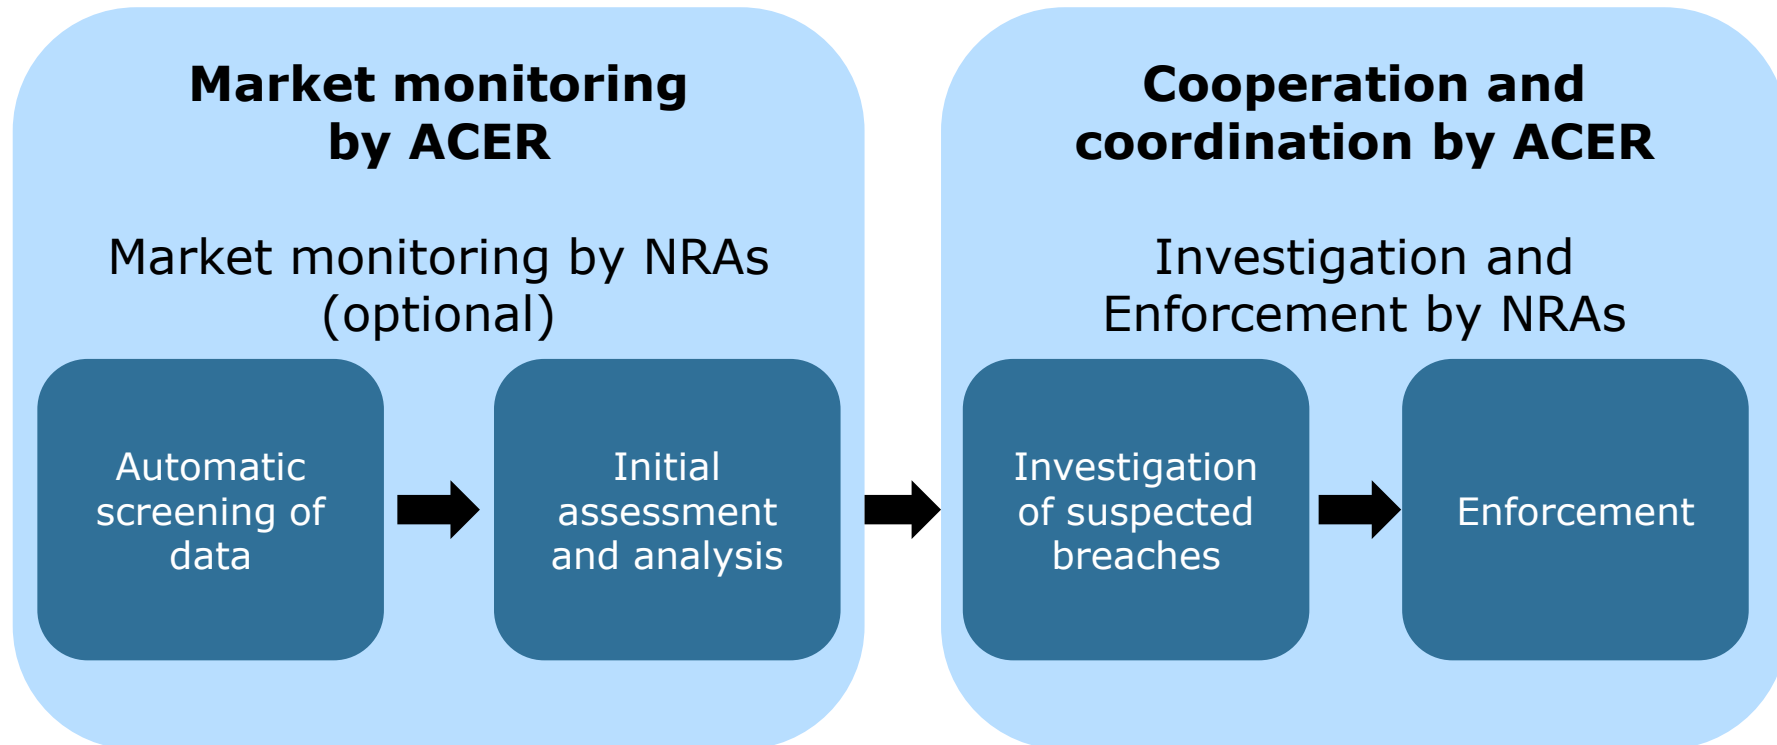 Market monitoring
by ACER
Market monitoring by NRAs
(optional)
Automatic
screening of
data
Initial
assessment
and analysis
Cooperation and
coordination by ACER
Investigation and
Enforcement by NRAs
Investigation
of suspected
breaches
Enforcement